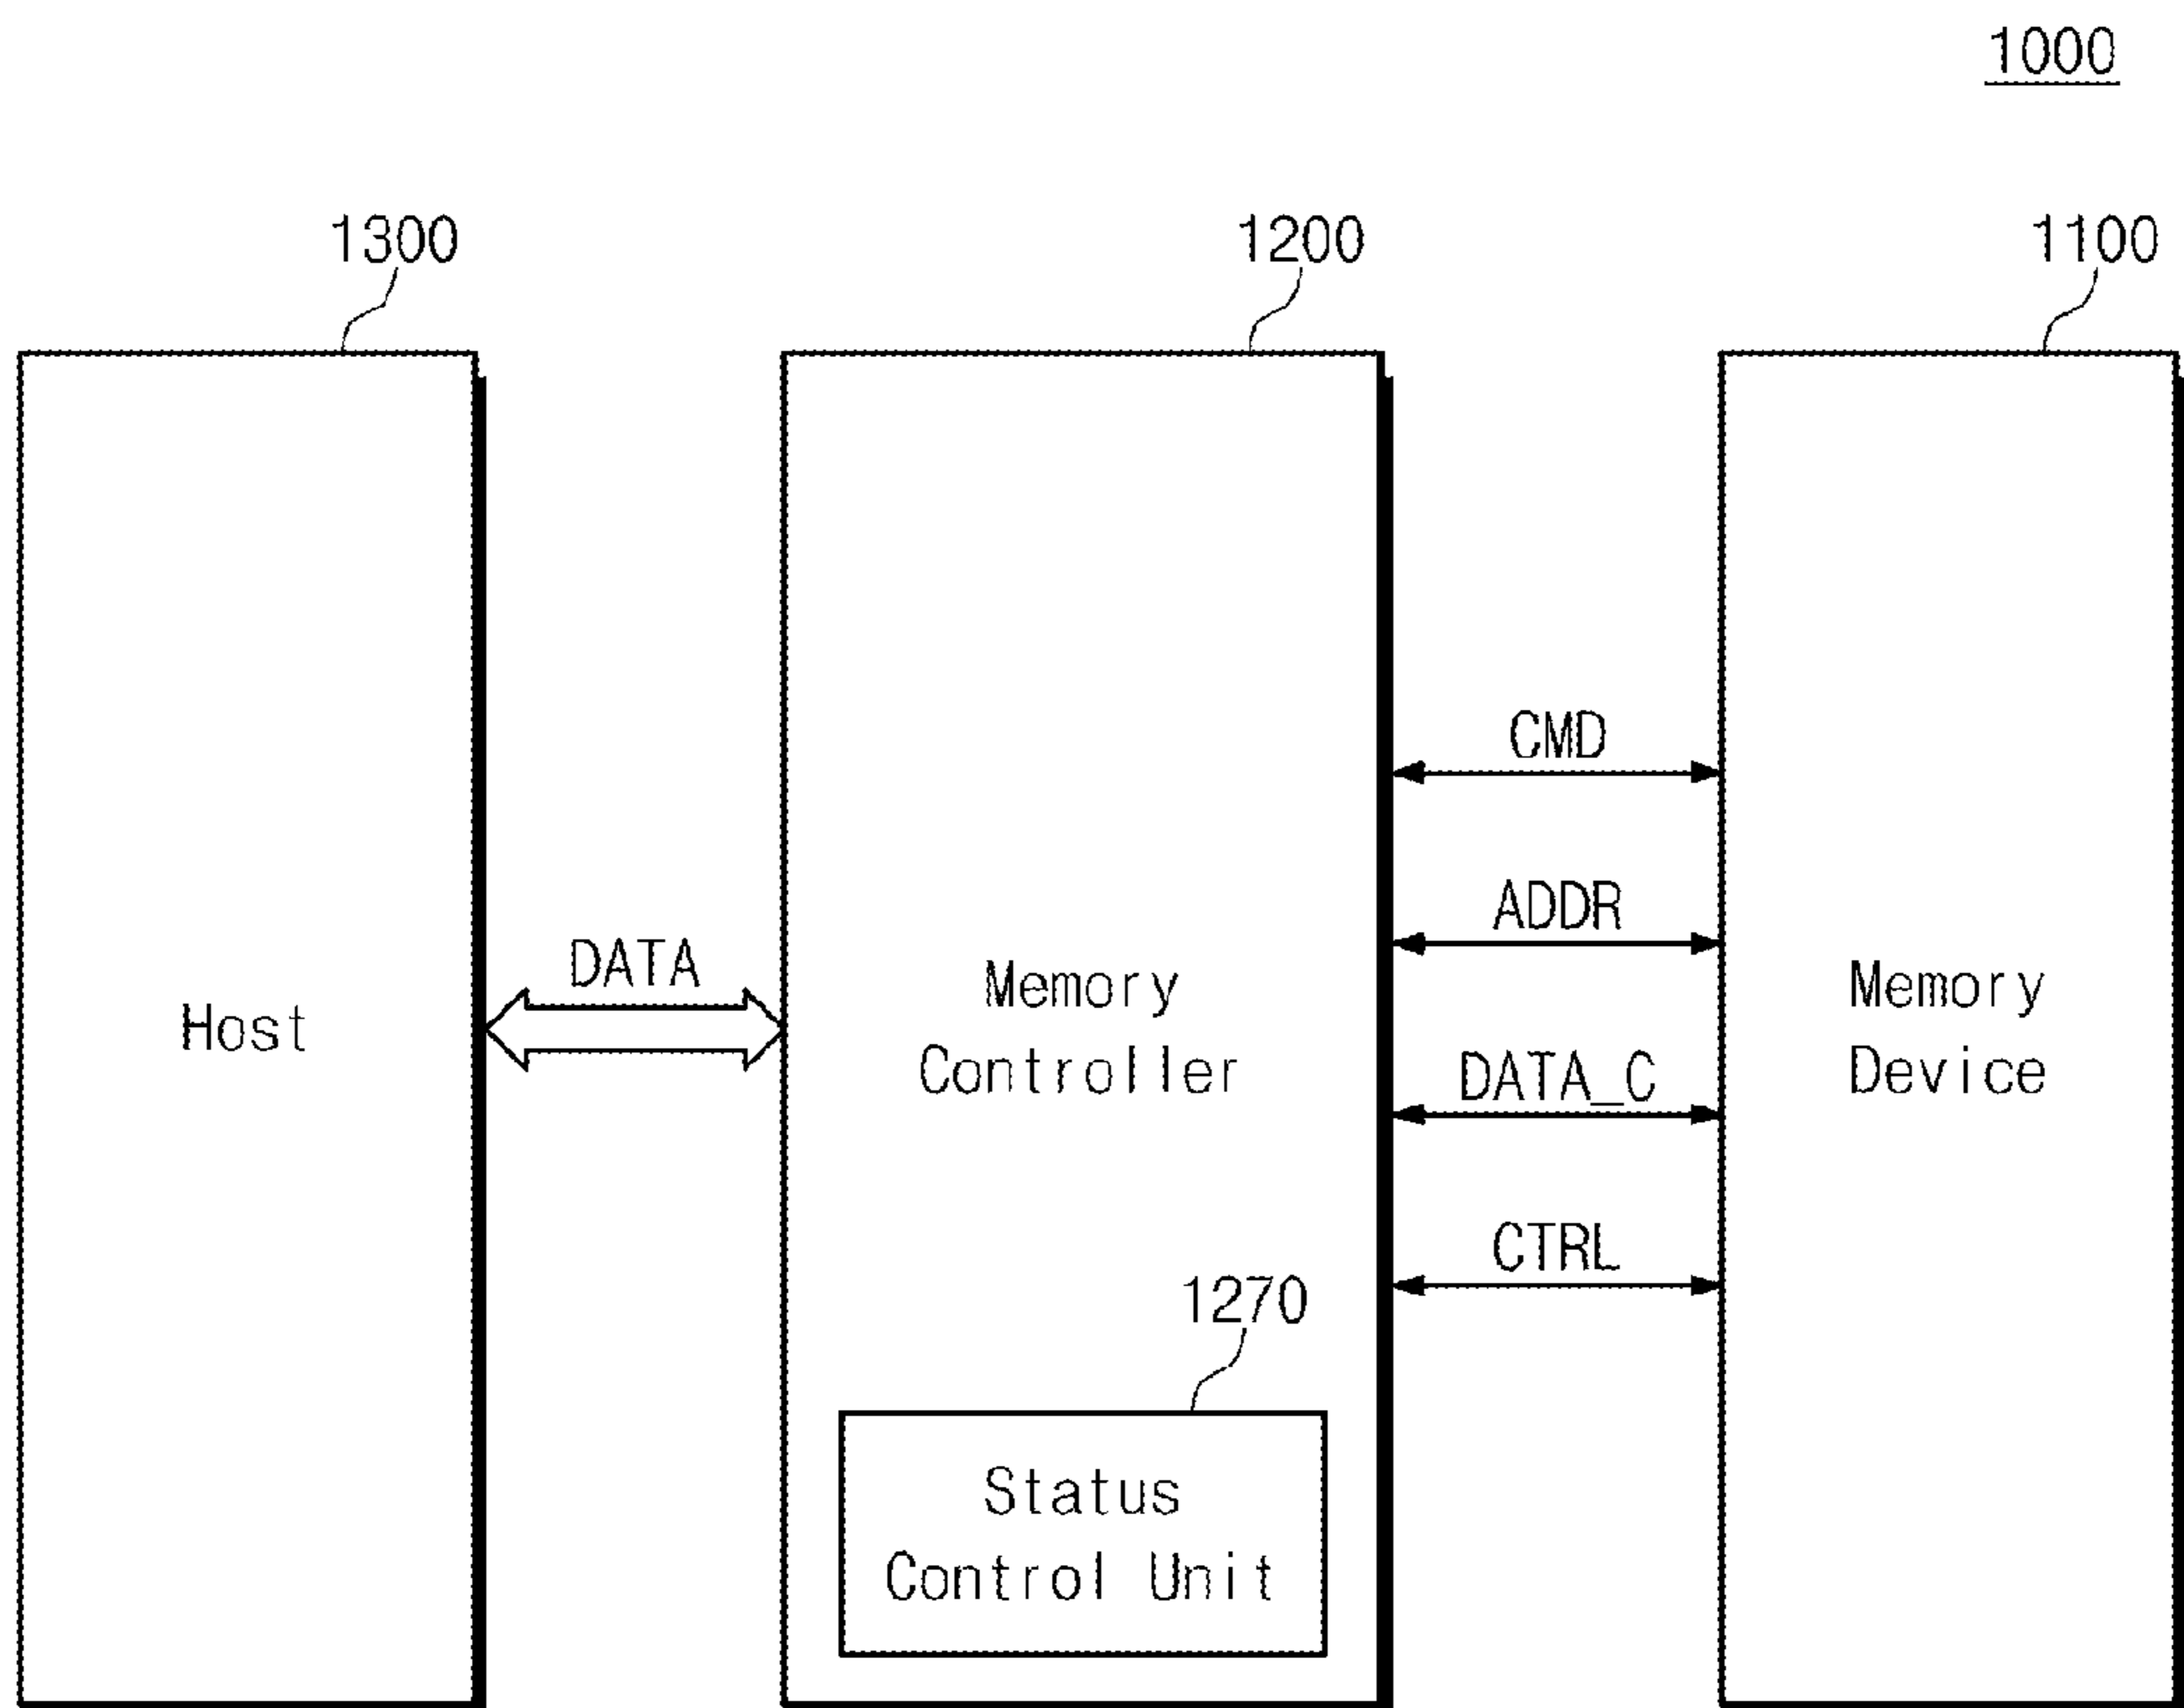 1000
1300
1200
1100
CMD
ADDR
DATA
Host
Memory
Controller
DATA_C
Memory
Device
CTRL
1270
Status
Control Unit